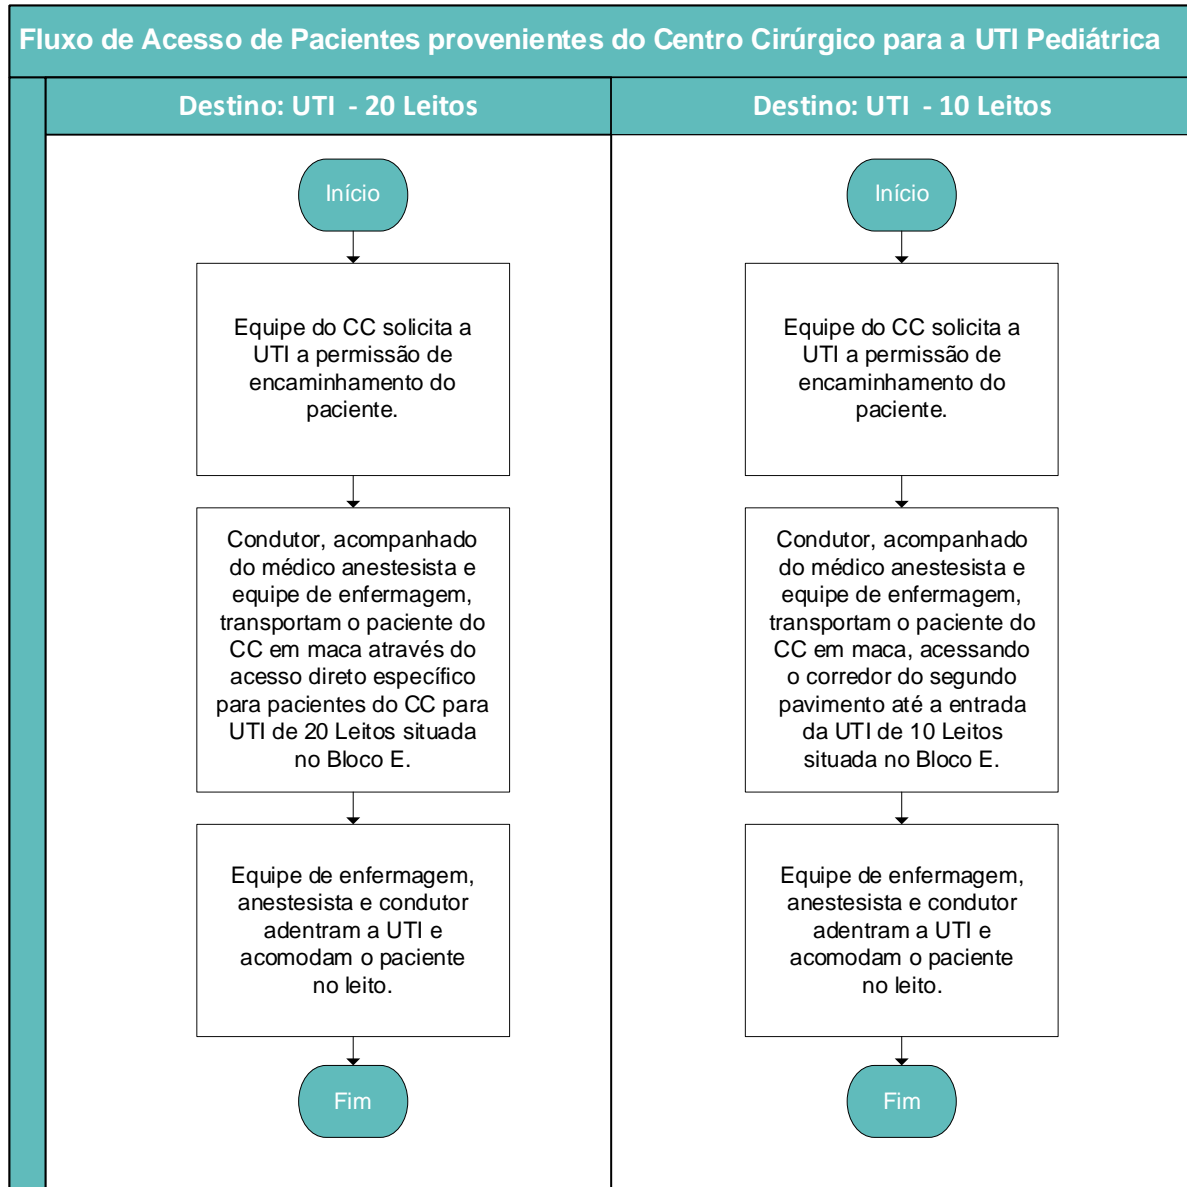 Fluxo de Acesso de Pacientes provenientes do Centro Cirúrgico para a UTI Pediátrica
Destino: UTI - 20 Leitos
Início
Equipe do CC solicita a
UTI a permissão de
encaminhamento do
paciente.
Condutor, acompanhado
do médico anestesista e
equipe de enfermagem,
transportam o paciente do
CC em maca através do
acesso direto específico
para pacientes do CC para
UTI de 20 Leitos situada
no Bloco E.
Equipe de enfermagem,
anestesista e condutor
adentram a UTI e
acomodam o paciente
no leito.
Fim
Destino: UTI - 10 Leitos
Início
Equipe do CC solicita a
UTI a permissão de
encaminhamento do
paciente.
Condutor, acompanhado
do médico anestesista e
equipe de enfermagem,
transportam o paciente do
CC em maca, acessando
o corredor do segundo
pavimento até a entrada
da UTI de 10 Leitos
situada no Bloco E.
Equipe de enfermagem,
anestesista e condutor
adentram a UTI e
acomodam o paciente
no leito.
Fim